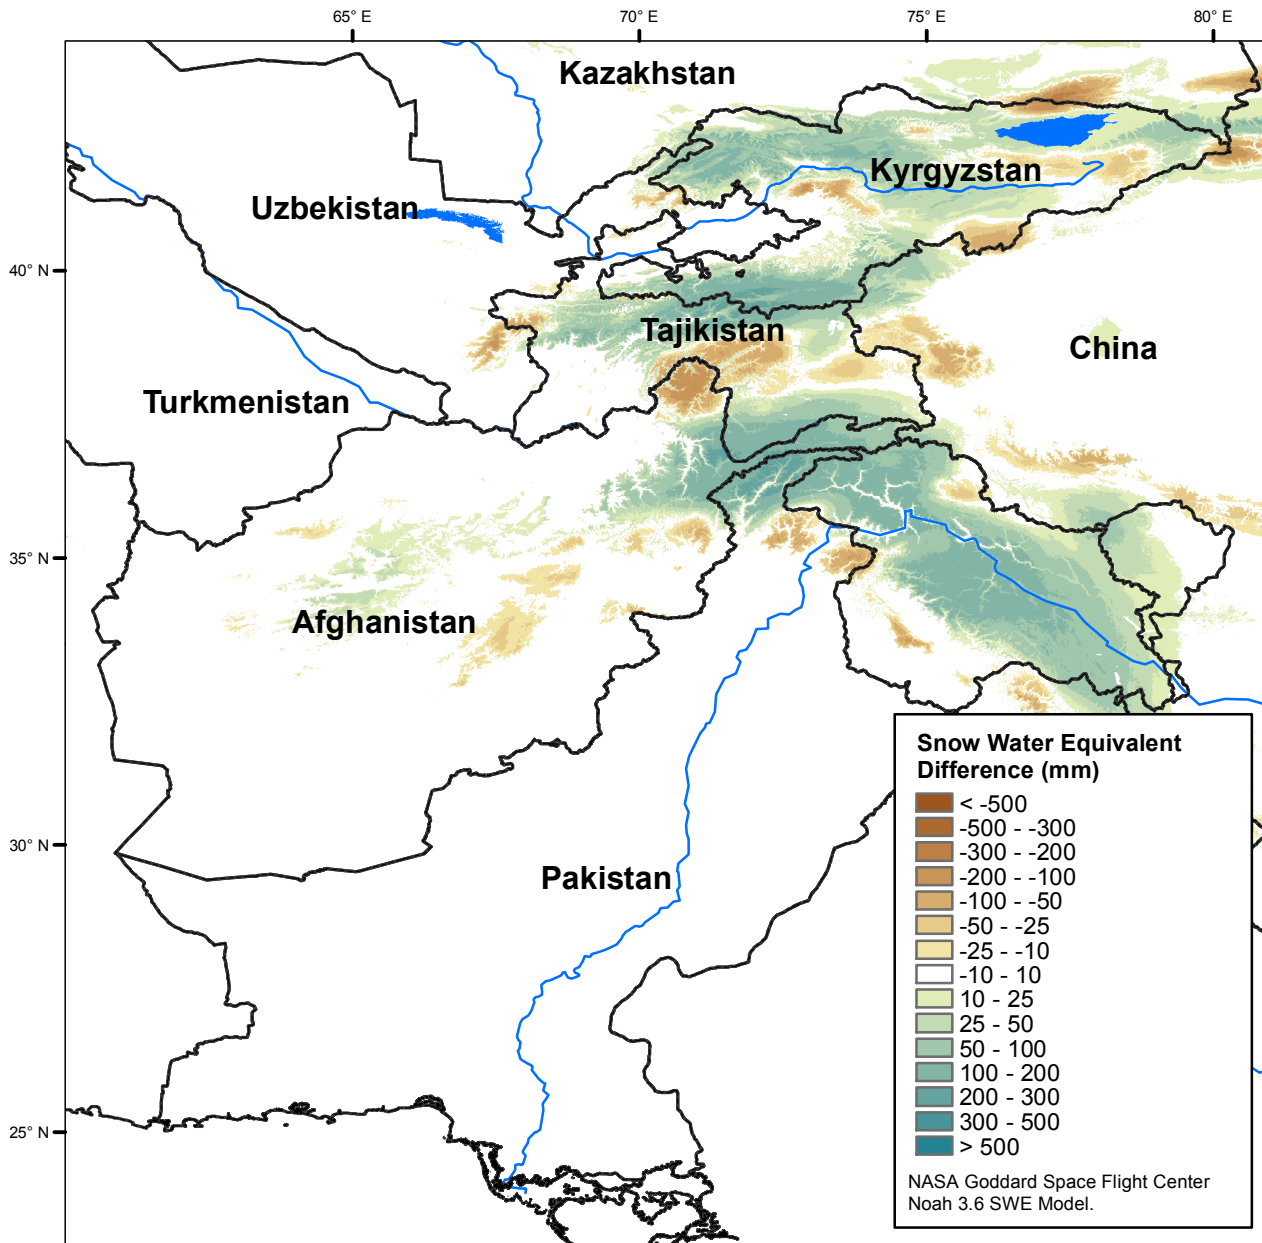 65° E
70° E
75° E
80° E
Kazakhstan
Kyrgyzstan
Uzbekistan
40° N
Tajikistan
China
Turkmenistan
35° N
Afghanistan
30° N
Pakistan
25° N
Snow Water Equivalent
Difference (mm)
< -500
-500 - -300
-300 - -200
-200 - -100
-100 - -50
-50 - -25
-25 - -10
-10 - 10
10 - 25
25 - 50
50 - 100
100 - 200
200 - 300
300 - 500
> 500
NASA Goddard Space Flight Center
Noah 3.6 SWE Model.